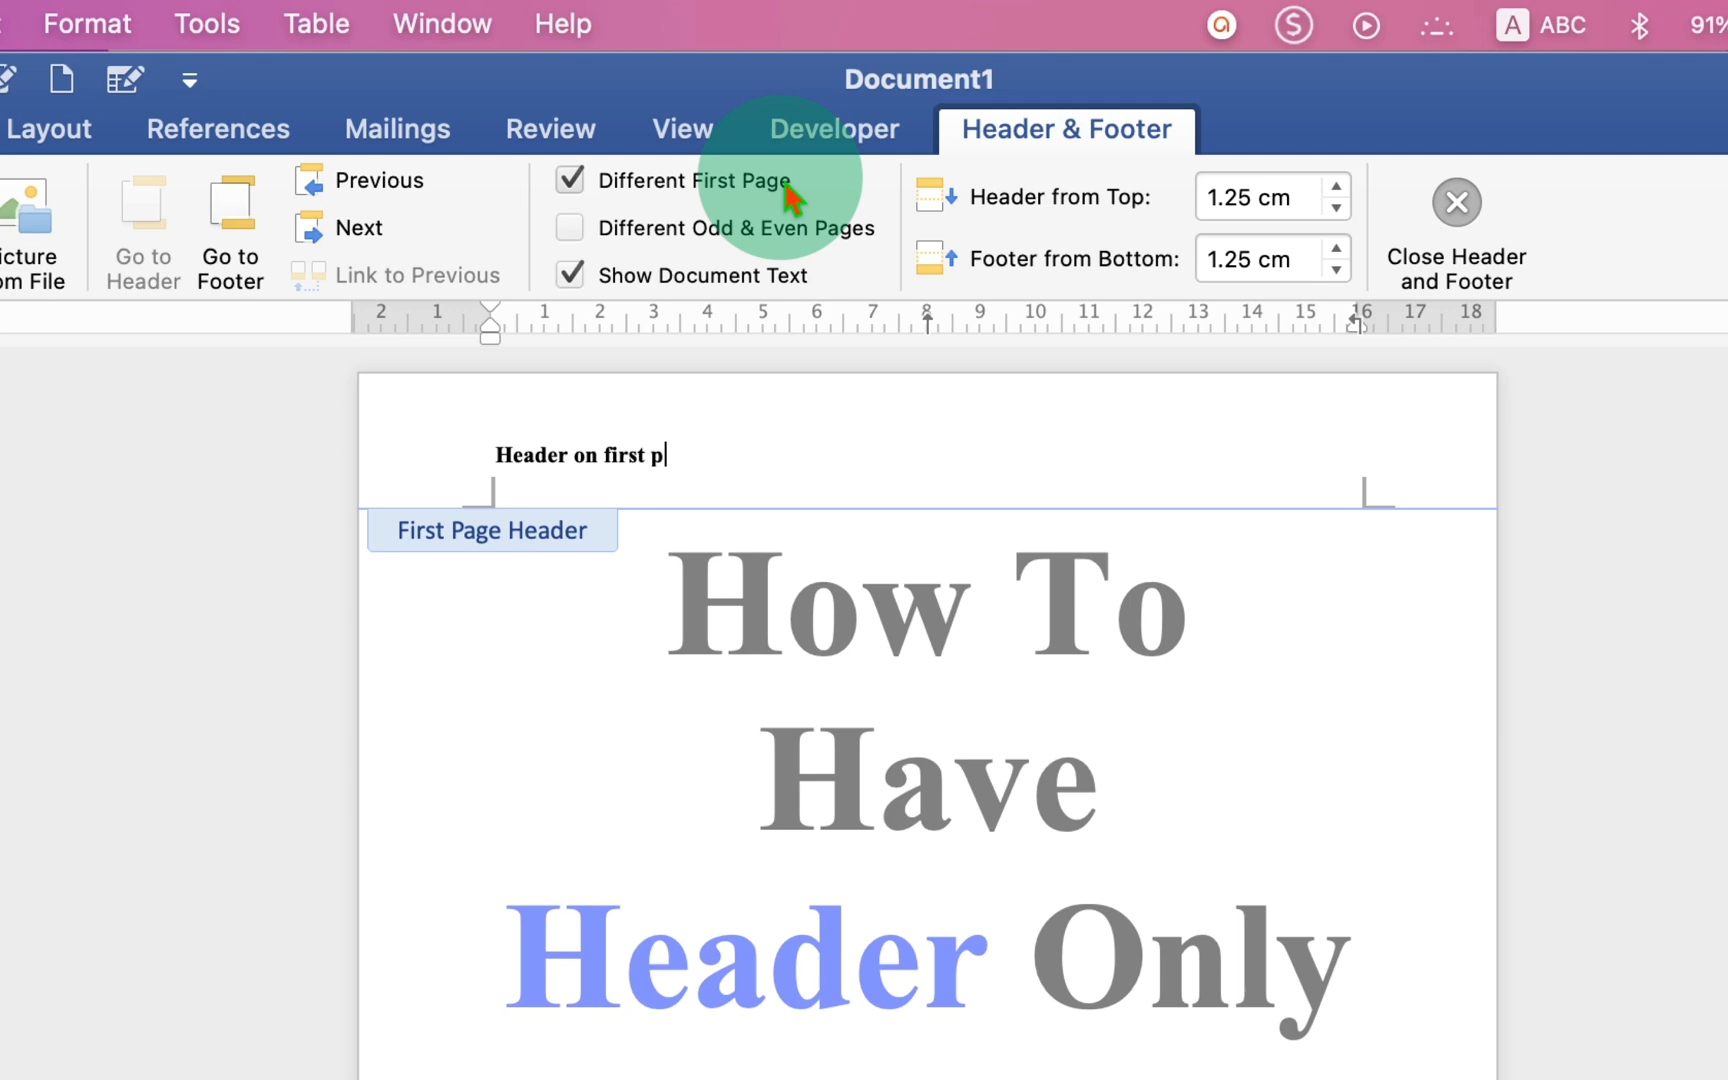 Format Tools Table Window Help A ABC 91%
Document1
Layout References Mailings Review View Developer Header & Footer
Previous
Next
Link to Previous
Go to
Header
Go to
Footer
Different First Page
Different Odd & Even Pages
Show Document Text
Header from Top: 1.25 cm
Footer from Bottom: 1.25 cm
Close Header
and Footer
2 1 1 2 3 4 5 6 7 8 9 10 11 12 13 14 15 16 17 18
Header on first p
First Page Header
How To
Have
Header Only